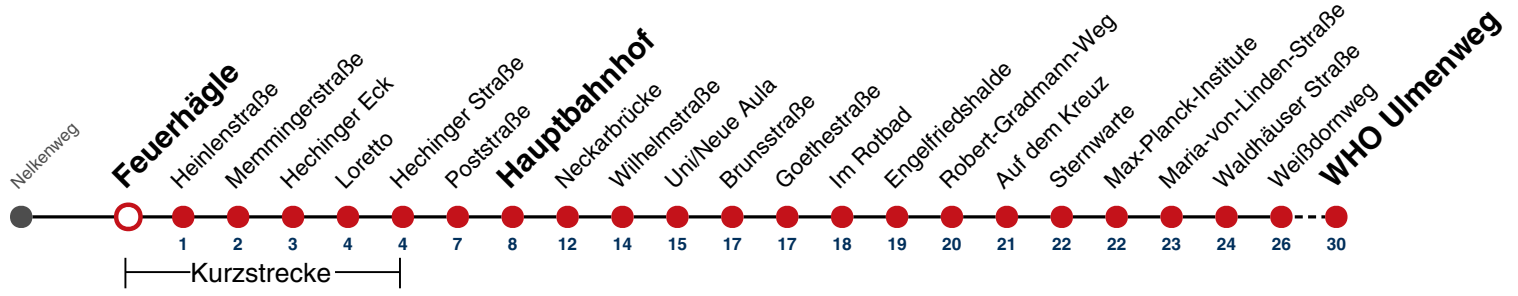 Nelkenweg
Feuerhägle
Heinlenstraße
Memmingerstraße
Hechinger Eck
Loretto
Hechinger Straße
Poststraße
Hauptbahnhof
Neckarbrücke
Wilhelmstraße
Uni/Neue Aula
Brunsstraße
Goethestraße
Im Rotbad
Engelfriedshalde
Robert-Gradmann-Weg
Auf dem Kreuz
Sternwarte
Max-Planck-Institute
Maria-von-Linden-Straße
Waldhäuser Straße
Weißdornweg
WHO Ulmenweg
1 2 3 4 4 7 8 12 14 15 17 17 18 19 20 21 22 22 23 24 26 30
Kurzstrecke